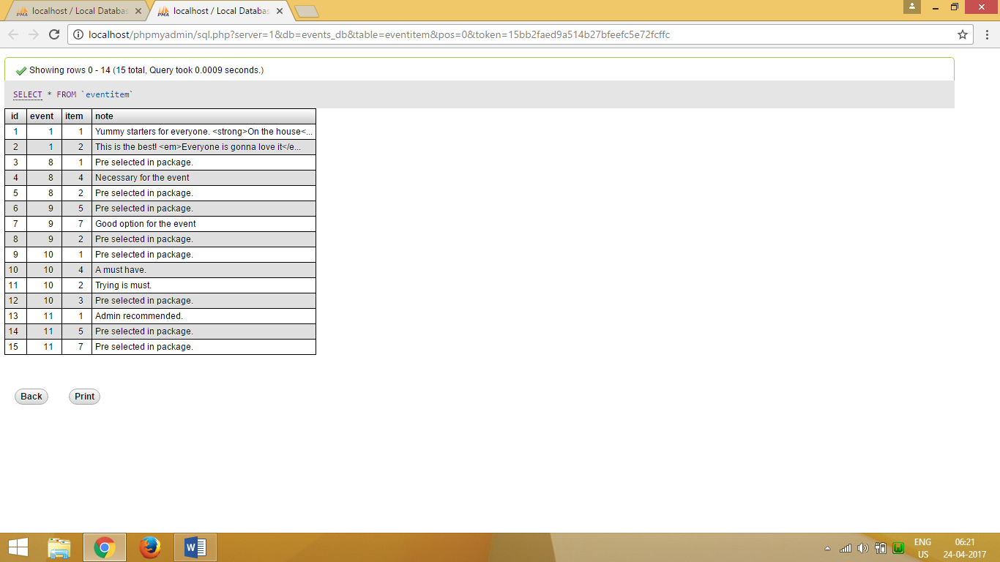 localhost / Local Databas
localhost / Local Databas
localhost/phpmyadmin/sql.php?server=1&db=events_db&table=eventitem&pos=0&token=15bb2faed9a514b27bfeefc5e72fcffc
Showing rows 0 - 14 (15 total, Query took 0.0009 seconds.)
SELECT * FROM `eventitem`
id event item note
1 1 1 Yummy starters for everyone. <strong>On the house<...
2 1 2 This is the best! <em>Everyone is gonna love it</e...
3 8 1 Pre selected in package.
4 8 4 Necessary for the event
5 8 2 Pre selected in package.
6 9 5 Pre selected in package.
7 9 7 Good option for the event
8 9 2 Pre selected in package.
9 10 1 Pre selected in package.
10 10 4 A must have.
11 10 2 Trying is must.
12 10 3 Pre selected in package.
13 11 1 Admin recommended.
14 11 5 Pre selected in package.
15 11 7 Pre selected in package.
Back Print
ENG 06:21
US 24-04-2017